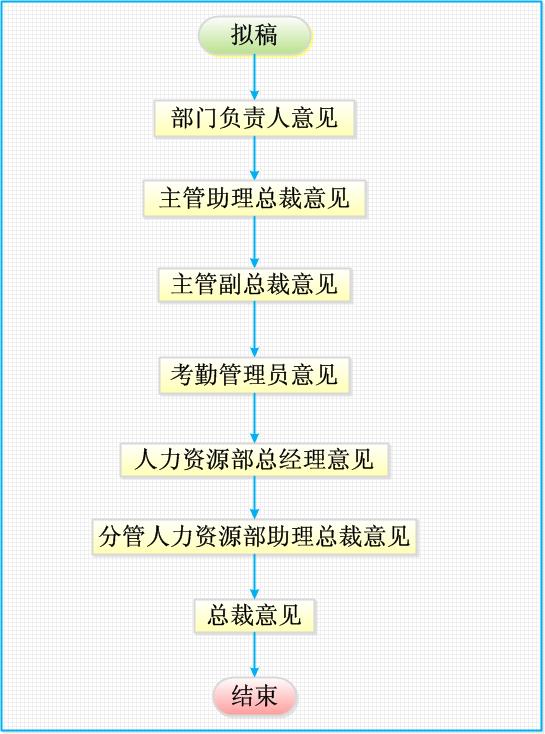 拟稿
部门负责人意见
主管助理总裁意见
主管副总裁意见
考勤管理员意见
人力资源部总经理意见
分管人力资源部助理总裁意见
总裁意见
结束